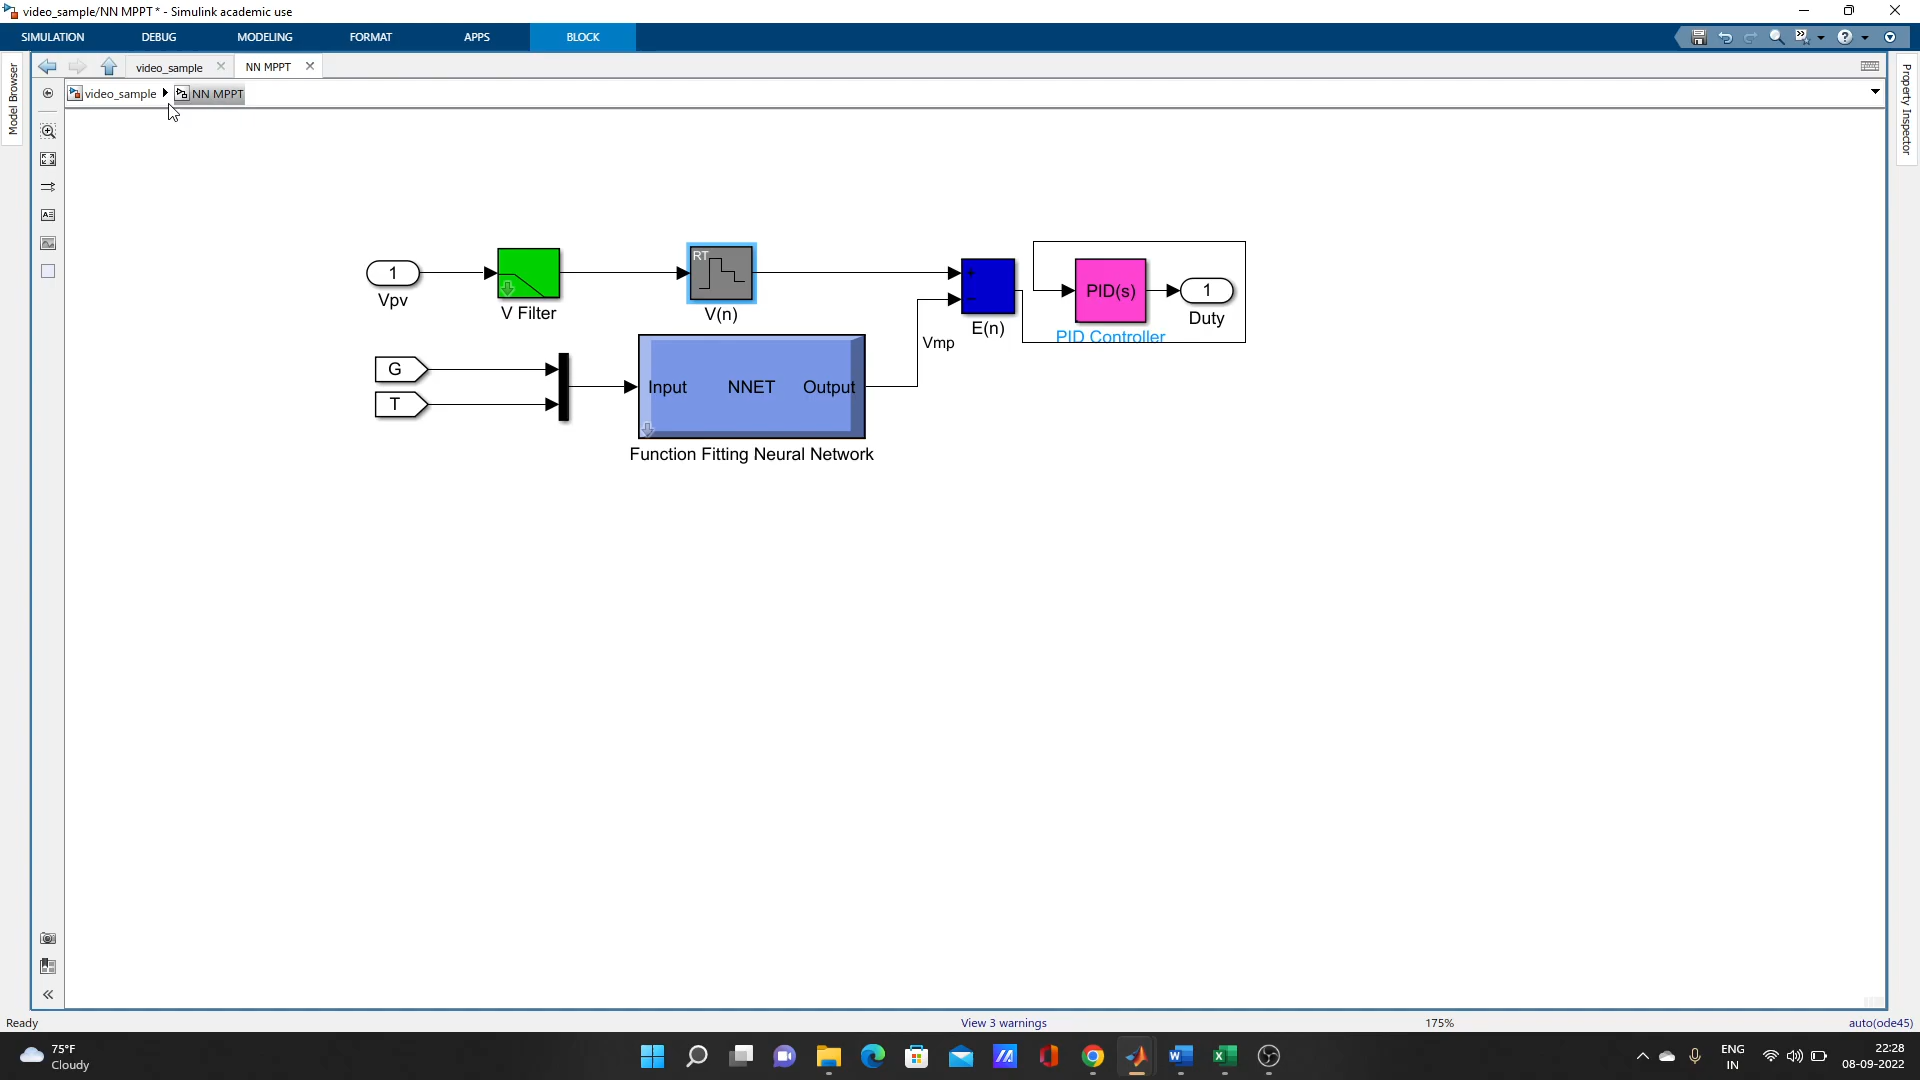 video_sample/NN MPPT * - Simulink academic use
SIMULATION DEBUG MODELING FORMAT APPS BLOCK
video_sample NN MPPT
video_sample NN MPPT
Model Browser
Property Inspector
1
Vpv
V Filter
RT
V(n)
+
−
E(n)
PID(s)
PID Controller
1
Duty
Vmp
G
T
Input NNET Output
Function Fitting Neural Network
Ready View 3 warnings 175% auto(ode45)
75°F
Cloudy
ENG
IN
22:28
08-09-2022